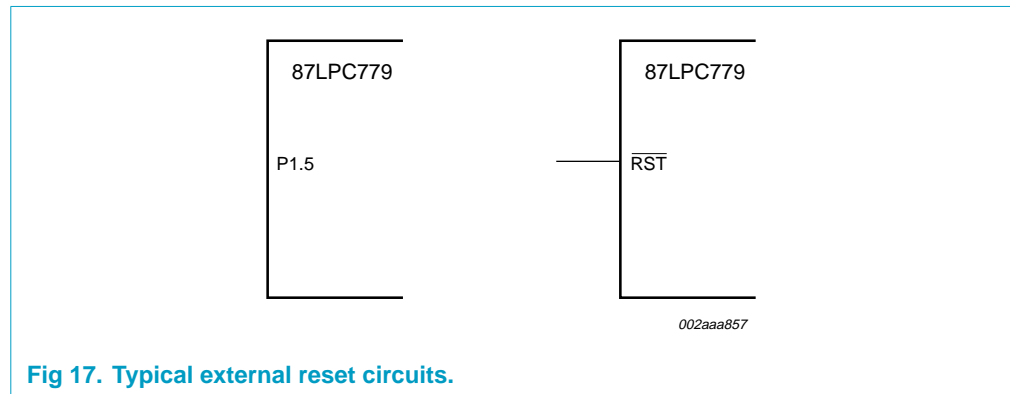 87LPC779
87LPC779
P1.5
RST
002aaa857
Fig 17. Typical external reset circuits.